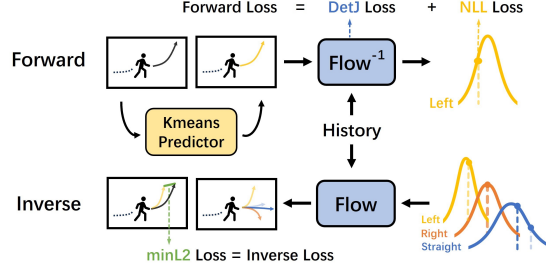 Forward Loss = DetJ Loss + NLL Loss
Forward
Flow⁻¹
Left
Kmeans
Predictor
History
Inverse
Flow
Left
Right
Straight
minL2 Loss = Inverse Loss